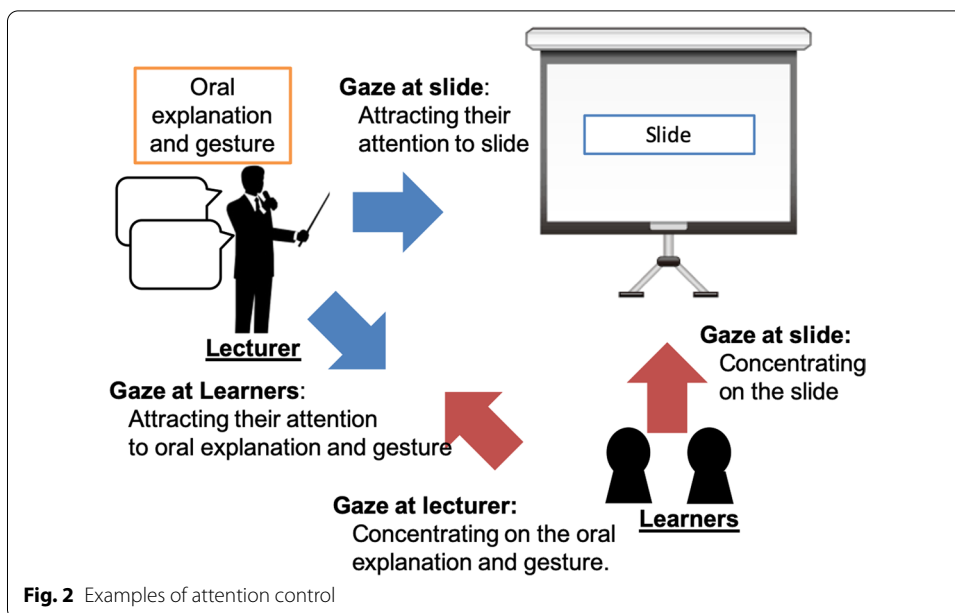 Oral
explanation
and gesture
Gaze at slide:
Attracting their
attention to slide
Slide
Lecturer
Gaze at Learners:
Attracting their attention
to oral explanation and gesture
Gaze at slide:
Concentrating
on the slide
Gaze at lecturer:
Concentrating on the oral
explanation and gesture.
Learners
Fig. 2 Examples of attention control